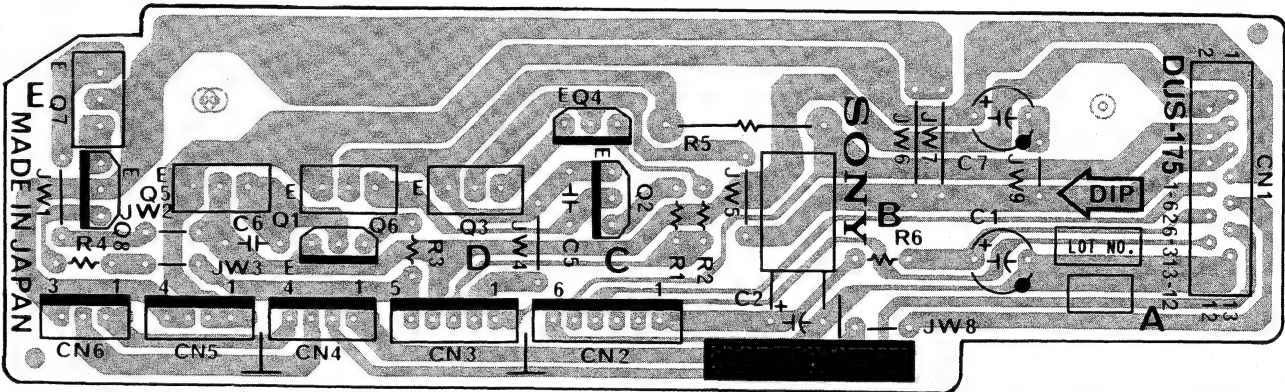 E
MADE IN JAPAN
E
Q7
E
Q8
JW1
R4
Q5
E
JW2
JW3
C6
Q1
E
E
Q6
R3
E
Q3
D
JW4
C5
C
E
Q4
E
Q2
R5
R1
R2
JW5
C2
+
SONY
B
R6
JW6
JW7
C7
+
JW9
DIP
C1
+
LOT NO.
A
JW8
DUS-175
1-626-313-12
CN1
2
1
12
13
3
1
CN6
4
1
CN5
4
1
CN4
5
1
CN3
6
1
CN2